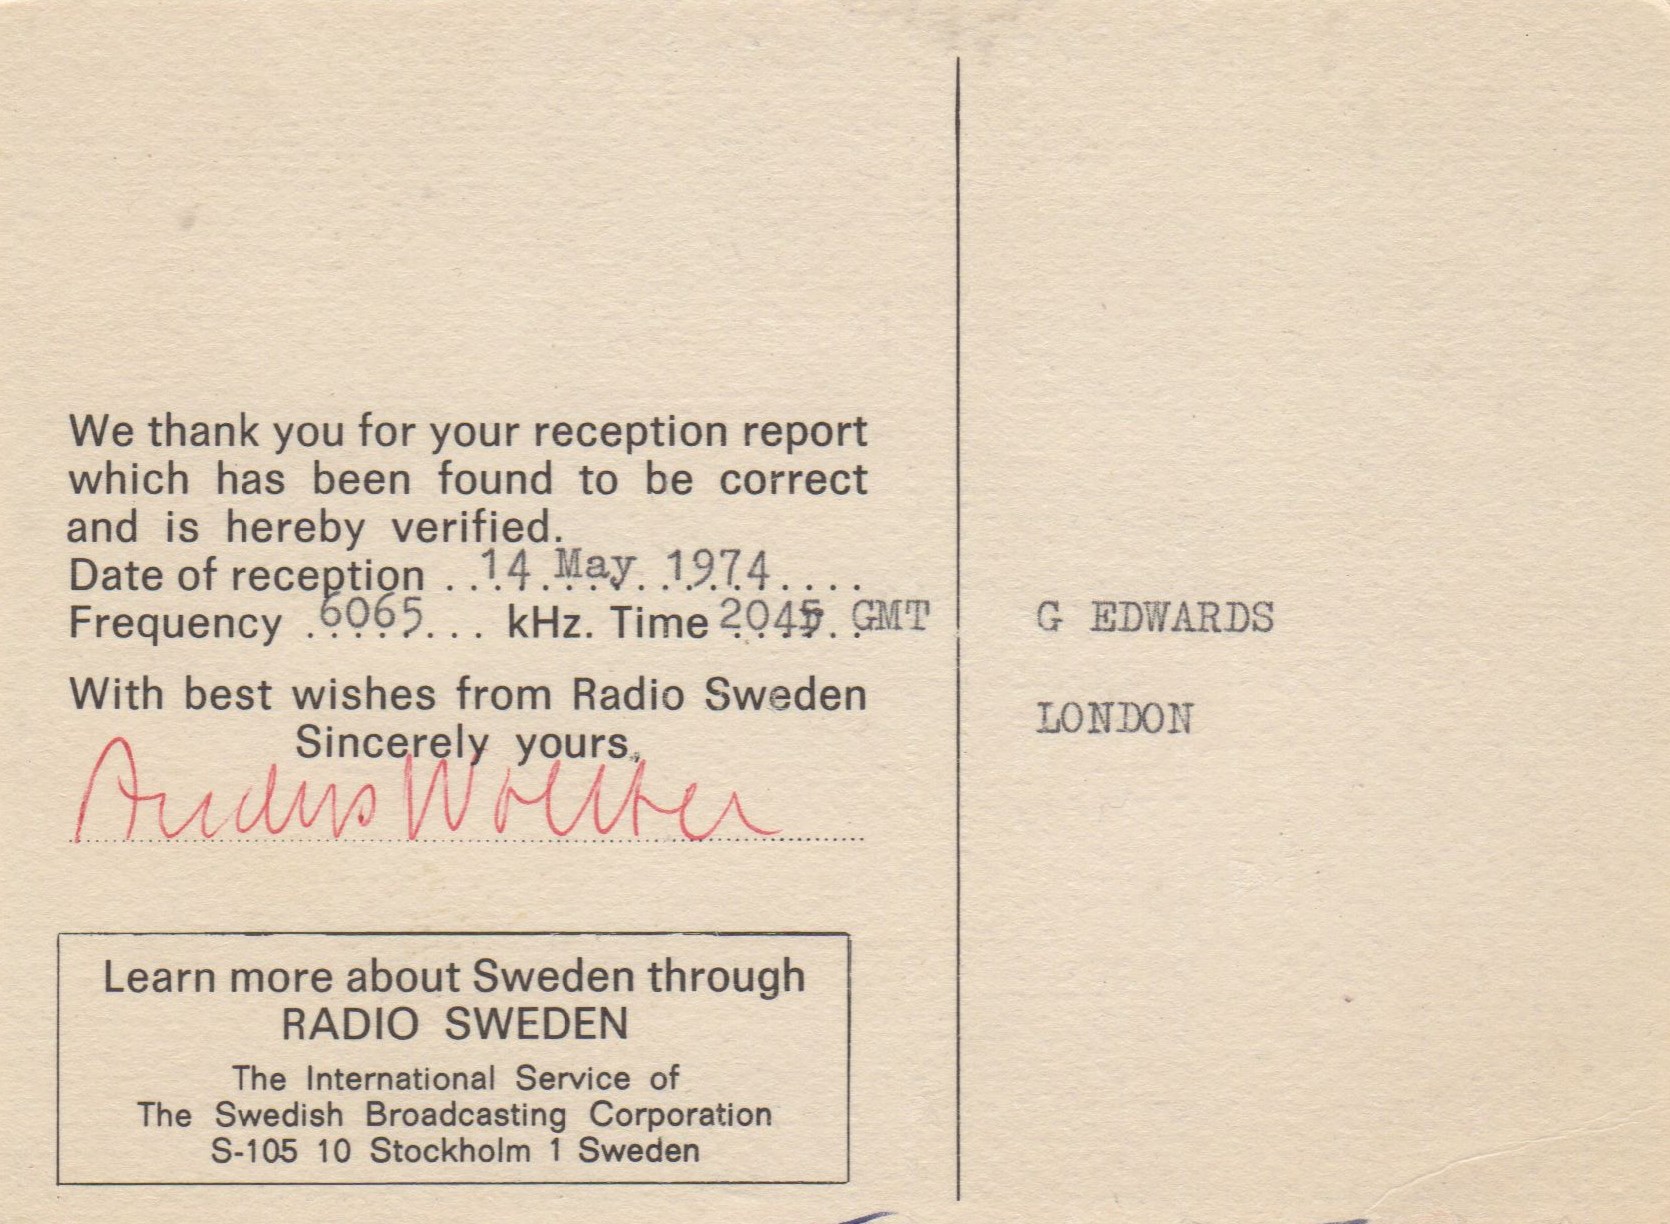 We thank you for your reception report
which has been found to be correct
and is hereby verified.
Date of reception ..14 May 1974....
Frequency .6065... kHz. Time 2045 GMT
With best wishes from Radio Sweden
Sincerely yours,
Anders Wollter
Learn more about Sweden through
RADIO SWEDEN
The International Service of
The Swedish Broadcasting Corporation
S-105 10 Stockholm 1 Sweden
G EDWARDS
LONDON